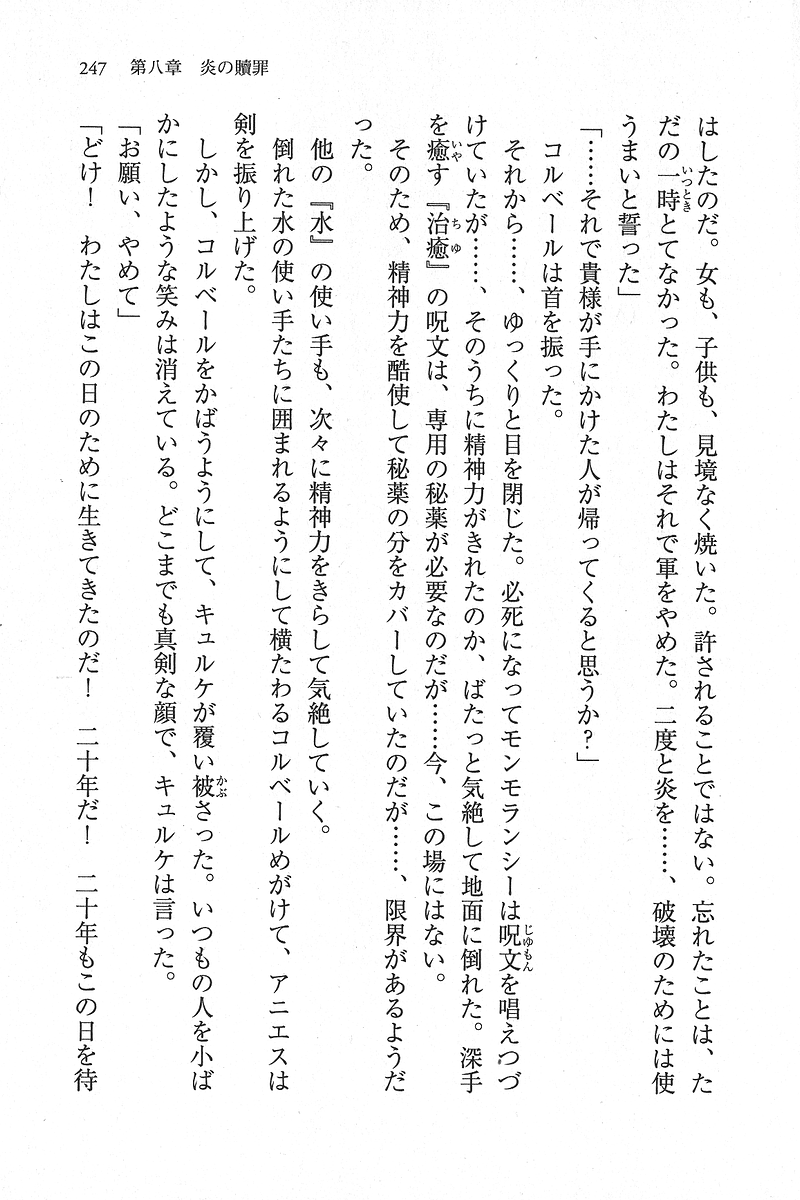 247　第八章　炎の贖罪
はしたのだ。女も、子供も、見境なく焼いた。許されることではない。忘れたことは、た
だの一時とてなかった。わたしはそれで軍をやめた。二度と炎を……、破壊のためには使
うまいと誓った」
「……それで貴様が手にかけた人が帰ってくると思うか？」
コルベールは首を振った。
それから……、ゆっくりと目を閉じた。必死になってモンモランシーは呪文を唱えつづ
けていたが……、そのうちに精神力がきれたのか、ばたっと気絶して地面に倒れた。深手
を癒す『治癒』の呪文は、専用の秘薬が必要なのだが……今、この場にはない。
そのため、精神力を酷使して秘薬の分をカバーしていたのだが……、限界があるようだ
った。
他の『水』の使い手も、次々に精神力をきらして気絶していく。
倒れた水の使い手たちに囲まれるようにして横たわるコルベールめがけて、アニエスは
剣を振り上げた。
しかし、コルベールをかばうようにして、キュルケが覆い被さった。いつもの人を小ば
かにしたような笑みは消えている。どこまでも真剣な顔で、キュルケは言った。
「お願い、やめて」
「どけ！　わたしはこの日のために生きてきたのだ！　二十年だ！　二十年もこの日を待